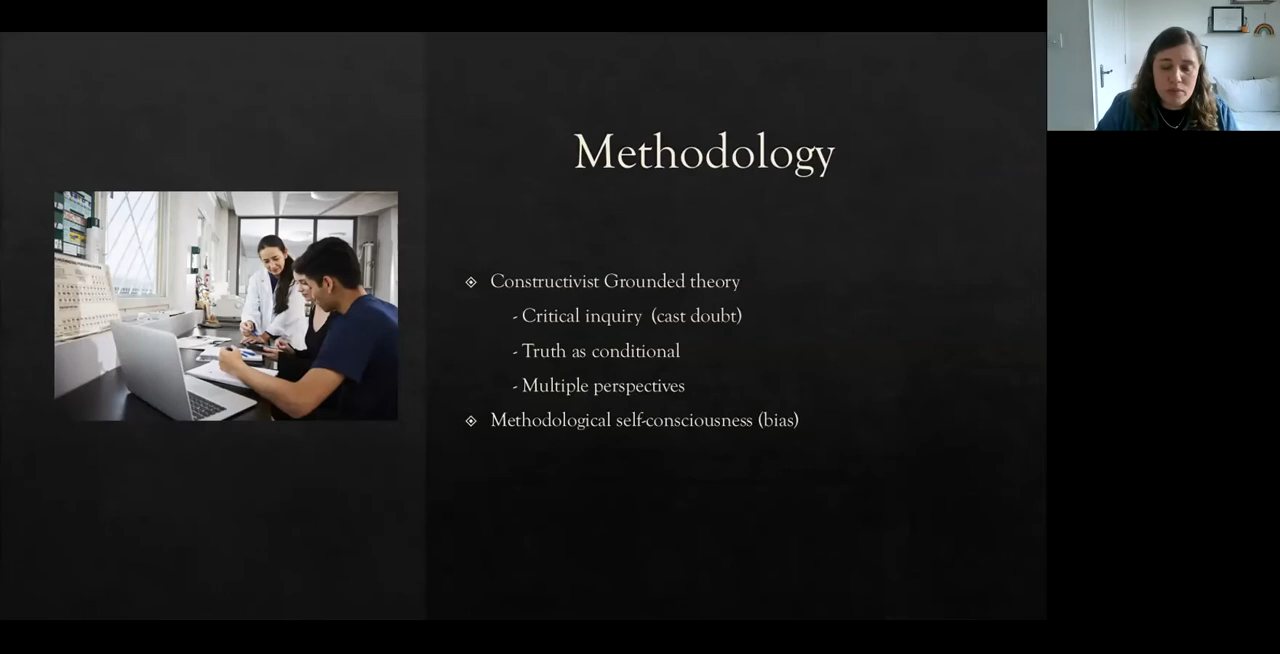 Methodology
Constructivist Grounded theory
- Critical inquiry (cast doubt)
- Truth as conditional
- Multiple perspectives
Methodological self-consciousness (bias)